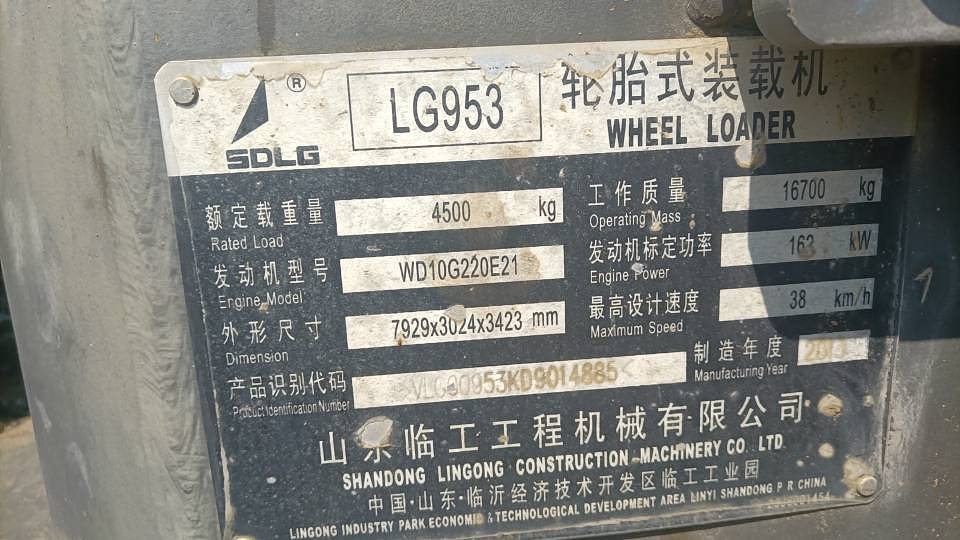 ® LG953 轮胎式装载机
SDLG WHEEL LOADER
额定载重量 4500 kg 工作质量 16700 kg
Rated Load Operating Mass
发动机型号 WD10G220E21 发动机标定功率 162 kW
Engine Model Engine Power
外形尺寸 7929x3024x3423 mm 最高设计速度 38 km/h
Dimension Maximum Speed
产品识别代码 制造年度
Product Identification Number Manufacturing Year
山东临工工程机械有限公司
SHANDONG LINGONG CONSTRUCTION MACHINERY CO. LTD.
中国·山东·临沂经济技术开发区临工工业园
LINGONG INDUSTRY PARK ECONOMIC & TECHNOLOGICAL DEVELOPMENT AREA LINYI SHANDONG P R CHINA